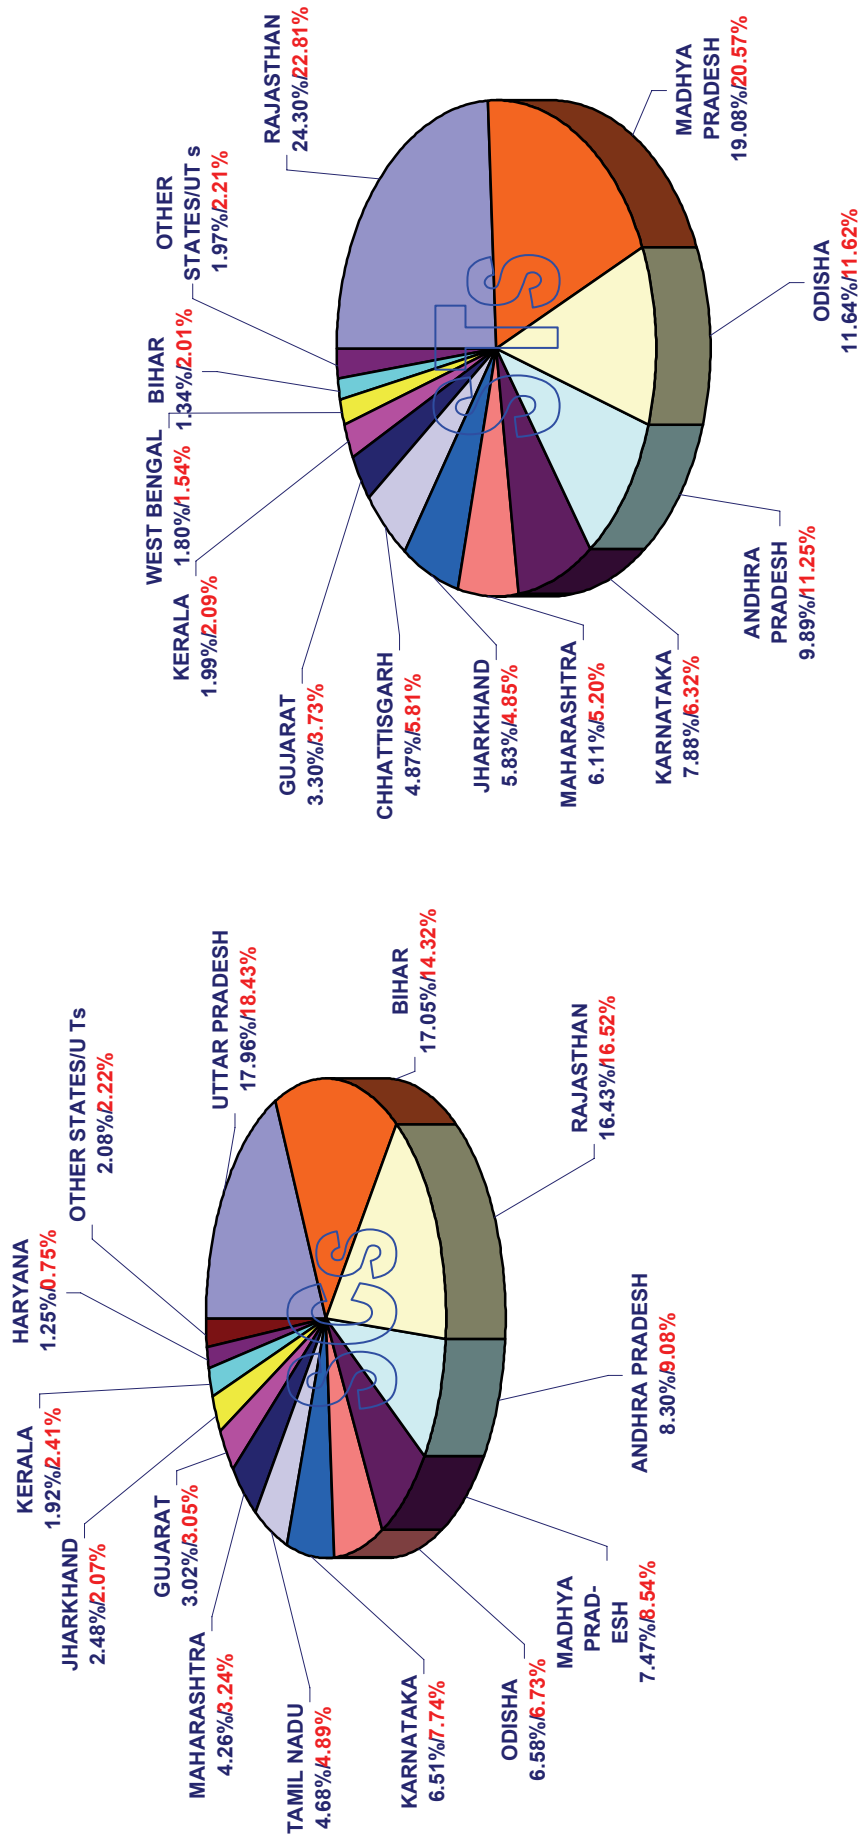 UTTAR PRADESH
17.96%/18.43%
BIHAR
17.05%/14.32%
RAJASTHAN
16.43%/16.52%
ANDHRA PRADESH
8.30%/9.08%
MADHYA
PRAD-
ESH
7.47%/8.54%
ODISHA
6.58%/6.73%
KARNATAKA
6.51%/7.74%
TAMIL NADU
4.68%/4.89%
MAHARASHTRA
4.26%/3.24%
GUJARAT
3.02%/3.05%
JHARKHAND
2.48%/2.07%
KERALA
1.92%/2.41%
HARYANA
1.25%/0.75%
OTHER STATES/U Ts
2.08%/2.22%
SCs
RAJASTHAN
24.30%/22.81%
MADHYA
PRADESH
19.08%/20.57%
ODISHA
11.64%/11.62%
ANDHRA
PRADESH
9.89%/11.25%
KARNATAKA
7.88%/6.32%
MAHARASHTRA
6.11%/5.20%
JHARKHAND
5.83%/4.85%
CHHATTISGARH
4.87%/5.81%
GUJARAT
3.30%/3.73%
KERALA
1.99%/2.09%
WEST BENGAL
1.80%/1.54%
BIHAR
1.34%/2.01%
OTHER
STATES/UT s
1.97%/2.21%
STs